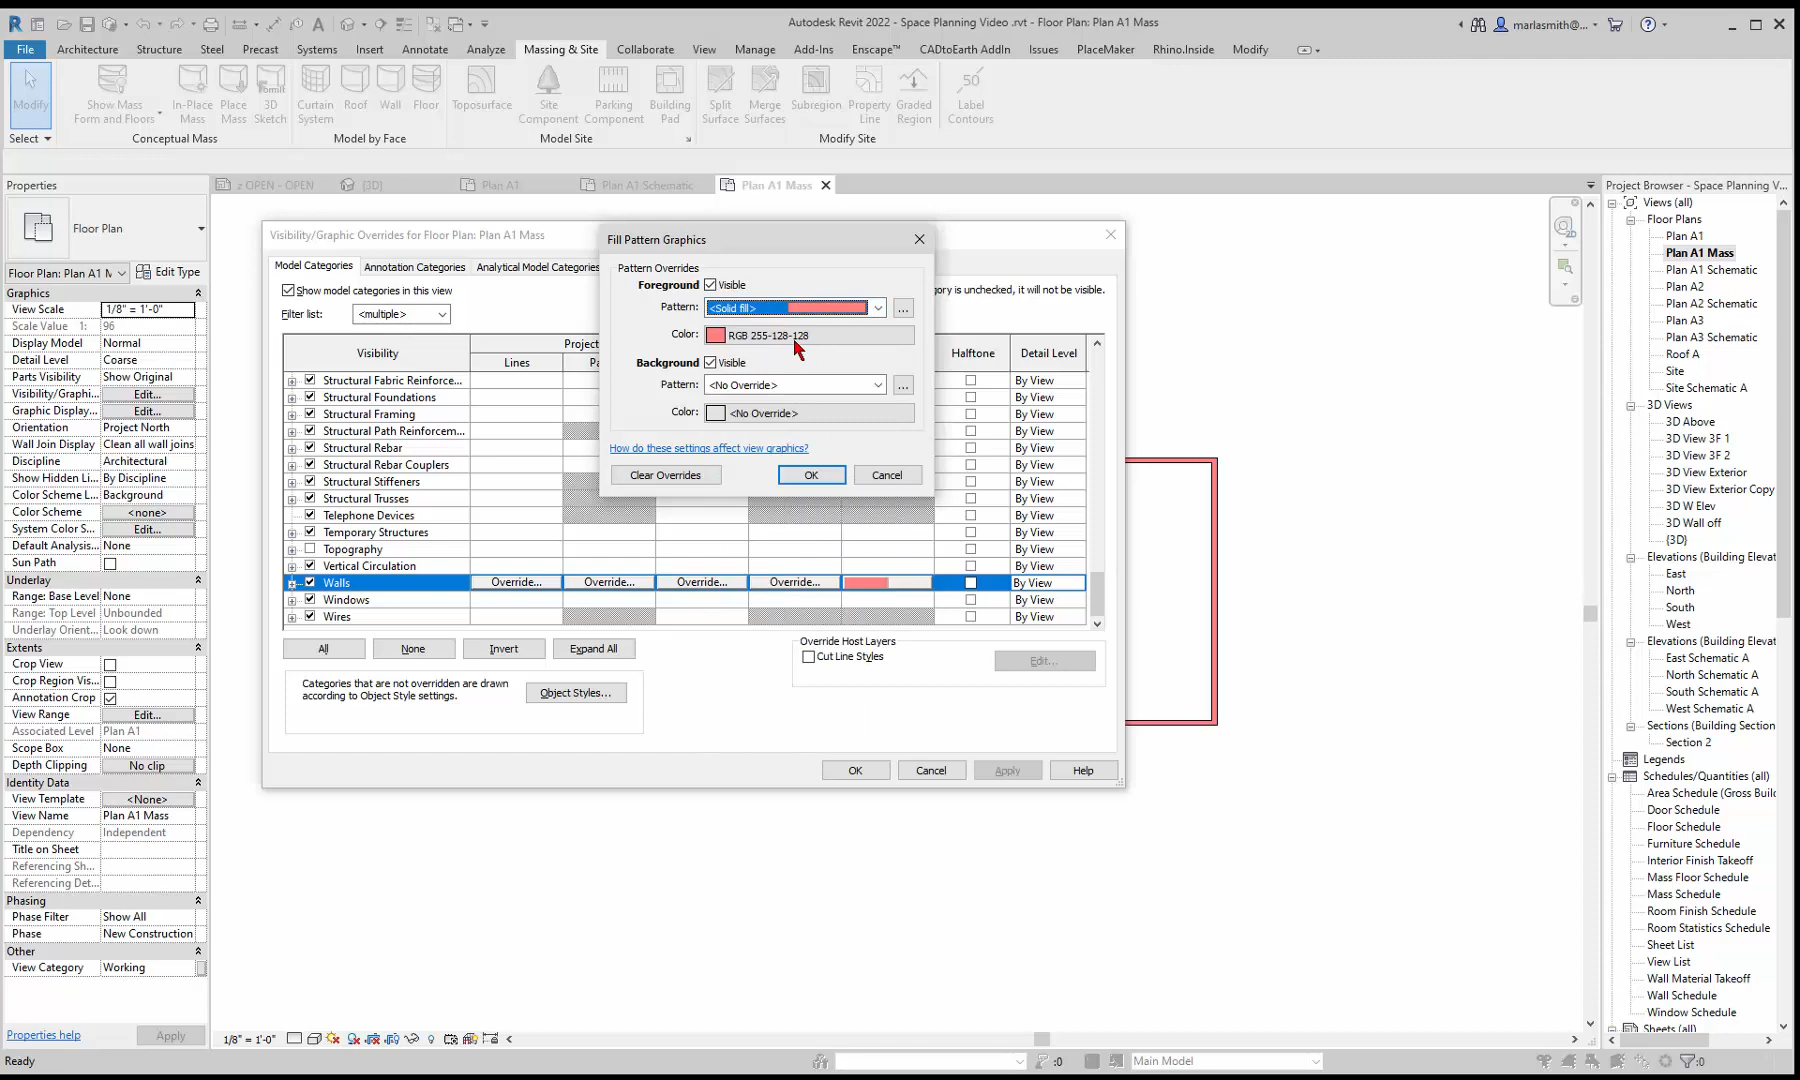 Autodesk Revit 2022 - Space Planning Video .rvt - Floor Plan: Plan A1 Mass
marlasmith@...
File Architecture Structure Steel Precast Systems Insert Annotate Analyze Massing & Site Collaborate View Manage Add-Ins Enscape™ CADtoEarth AddIn Issues PlaceMaker Rhino.Inside Modify
Modify
Show Mass Form and Floors
In-Place Mass
Place Mass
3D Sketch
Curtain System
Roof
Wall
Floor
Toposurface
Site Component
Parking Component
Building Pad
Split Surface
Merge Surfaces
Subregion
Property Line
Graded Region
50
Label Contours
Select Conceptual Mass Model by Face Model Site Modify Site
Properties
z OPEN - OPEN {3D} Plan A1 Plan A1 Schematic Plan A1 Mass
Floor Plan
Floor Plan: Plan A1 M Edit Type
Graphics
View Scale 1/8" = 1'-0"
Scale Value 1: 96
Display Model Normal
Detail Level Coarse
Parts Visibility Show Original
Visibility/Graphi... Edit...
Graphic Display... Edit...
Orientation Project North
Wall Join Display Clean all wall joins
Discipline Architectural
Show Hidden Li... By Discipline
Color Scheme L... Background
Color Scheme <none>
System Color S... Edit...
Default Analysis... None
Sun Path
Underlay
Range: Base Level None
Range: Top Level Unbounded
Underlay Orient... Look down
Extents
Crop View
Crop Region Vis...
Annotation Crop
View Range Edit...
Associated Level Plan A1
Scope Box None
Depth Clipping No clip
Identity Data
View Template <None>
View Name Plan A1 Mass
Dependency Independent
Title on Sheet
Referencing Sh...
Referencing Det...
Phasing
Phase Filter Show All
Phase New Construction
Other
View Category Working
Properties help Apply
Visibility/Graphic Overrides for Floor Plan: Plan A1 Mass
Model Categories Annotation Categories Analytical Model Categories
Show model categories in this view
gory is unchecked, it will not be visible.
Filter list: <multiple>
Visibility
Lines
Halftone
Detail Level
Structural Fabric Reinforce... By View
Structural Foundations By View
Structural Framing By View
Structural Path Reinforcem... By View
Structural Rebar By View
Structural Rebar Couplers By View
Structural Stiffeners By View
Structural Trusses By View
Telephone Devices By View
Temporary Structures By View
Topography By View
Vertical Circulation By View
Walls Override... Override... Override... Override... By View
Windows By View
Wires By View
All None Invert Expand All
Override Host Layers
Cut Line Styles Edit...
Categories that are not overridden are drawn
according to Object Style settings.
Object Styles...
OK Cancel Apply Help
Fill Pattern Graphics
Pattern Overrides
Foreground Visible
Pattern: <Solid fill> ...
Color: RGB 255-128-128
Background Visible
Pattern: <No Override> ...
Color: <No Override>
How do these settings affect view graphics?
Clear Overrides OK Cancel
Project Browser - Space Planning V...
Views (all)
Floor Plans
Plan A1
Plan A1 Mass
Plan A1 Schematic
Plan A2
Plan A2 Schematic
Plan A3
Plan A3 Schematic
Roof A
Site
Site Schematic A
3D Views
3D Above
3D View 3F 1
3D View 3F 2
3D View Exterior
3D View Exterior Copy
3D W Elev
3D Wall off
{3D}
Elevations (Building Elevat
East
North
South
West
Elevations (Building Elevat
East Schematic A
North Schematic A
South Schematic A
West Schematic A
Sections (Building Section
Section 2
Legends
Schedules/Quantities (all)
Area Schedule (Gross Buil
Door Schedule
Floor Schedule
Furniture Schedule
Interior Finish Takeoff
Mass Floor Schedule
Mass Schedule
Room Finish Schedule
Room Statistics Schedule
Sheet List
View List
Wall Material Takeoff
Wall Schedule
Window Schedule
Sheets (all)
1/8" = 1'-0"
Ready :0 Main Model :0